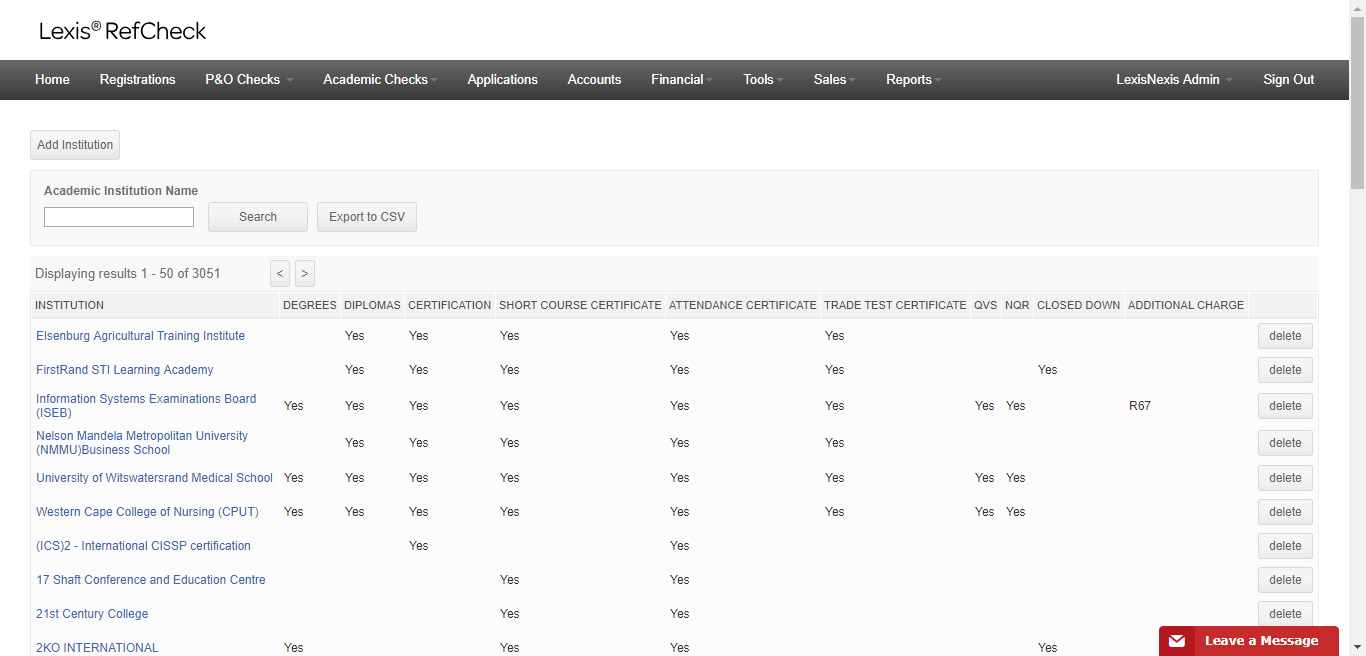 Lexis® RefCheck
Home Registrations P&O Checks Academic Checks Applications Accounts Financial Tools Sales Reports LexisNexis Admin Sign Out
Add Institution
Academic Institution Name
Search Export to CSV
Displaying results 1 - 50 of 3051 < >
INSTITUTION DEGREES DIPLOMAS CERTIFICATION SHORT COURSE CERTIFICATE ATTENDANCE CERTIFICATE TRADE TEST CERTIFICATE QVS NQR CLOSED DOWN ADDITIONAL CHARGE
Elsenburg Agricultural Training Institute Yes Yes Yes Yes Yes delete
FirstRand STI Learning Academy Yes Yes Yes Yes Yes Yes delete
Information Systems Examinations Board
(ISEB) Yes Yes Yes Yes Yes Yes Yes Yes R67 delete
Nelson Mandela Metropolitan University
(NMMU)Business School Yes Yes Yes Yes Yes delete
University of Witswatersrand Medical School Yes Yes Yes Yes Yes Yes Yes Yes delete
Western Cape College of Nursing (CPUT) Yes Yes Yes Yes Yes Yes Yes Yes delete
(ICS)2 - International CISSP certification Yes Yes delete
17 Shaft Conference and Education Centre Yes Yes delete
21st Century College Yes Yes delete
2KO INTERNATIONAL Yes Yes Yes Yes
Leave a Message